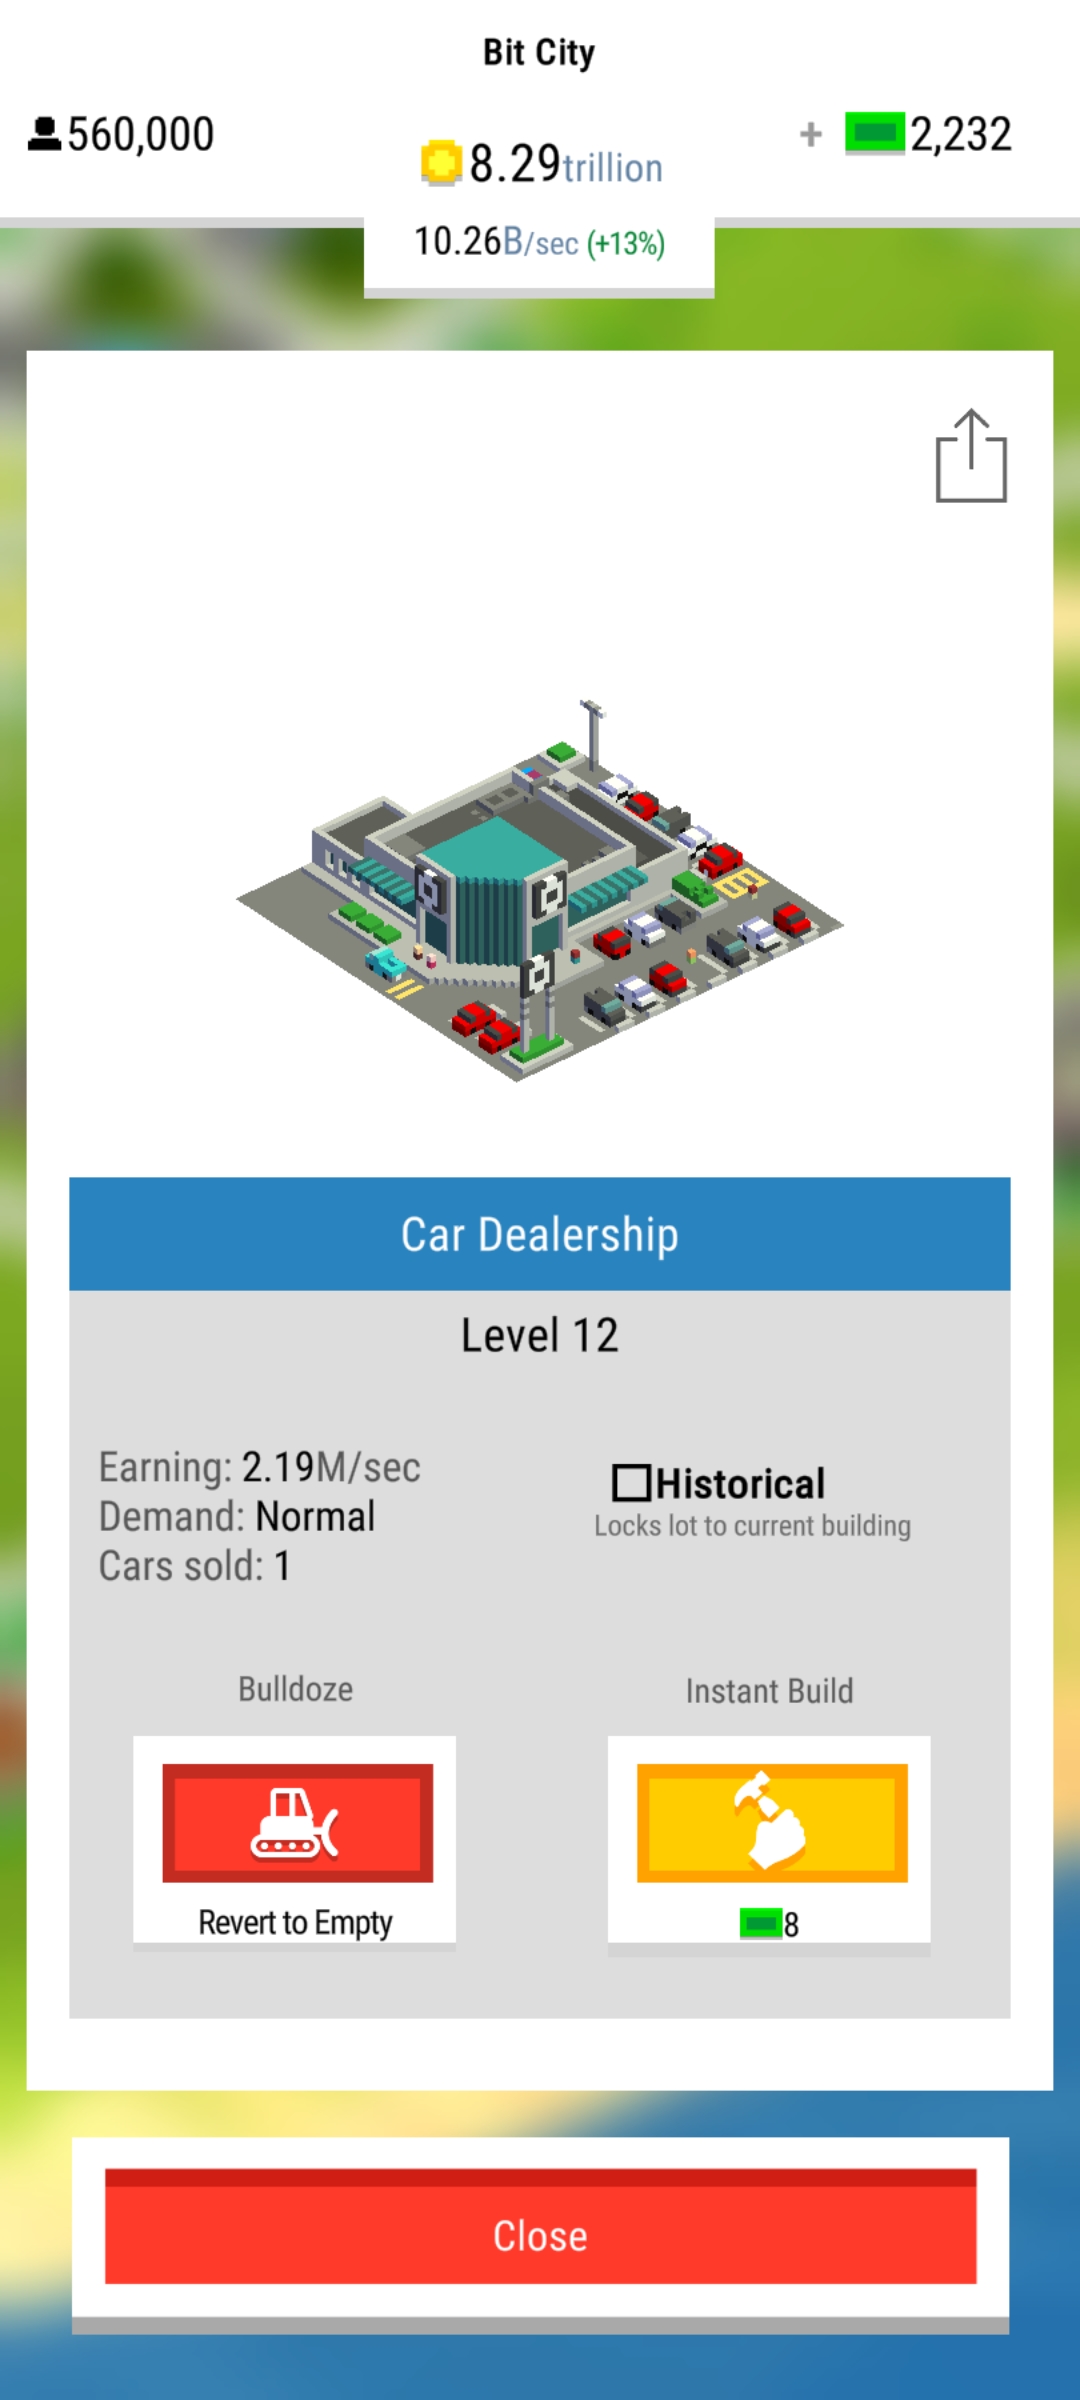 Bit City
560,000
8.29trillion
+ 2,232
10.26B/sec (+13%)
Car Dealership
Level 12
Earning: 2.19M/sec
Demand: Normal
Cars sold: 1
Historical
Locks lot to current building
Bulldoze
Revert to Empty
Instant Build
8
Close